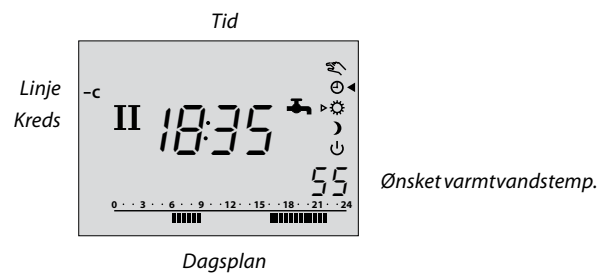 Tid
Linje –C
Kreds II 18:35
55 Ønsket varmtvandstemp.
0 · · 3 · · 6 · · 9 · · 12 · · 15 · · 18 · · 21 · · 24
Dagsplan